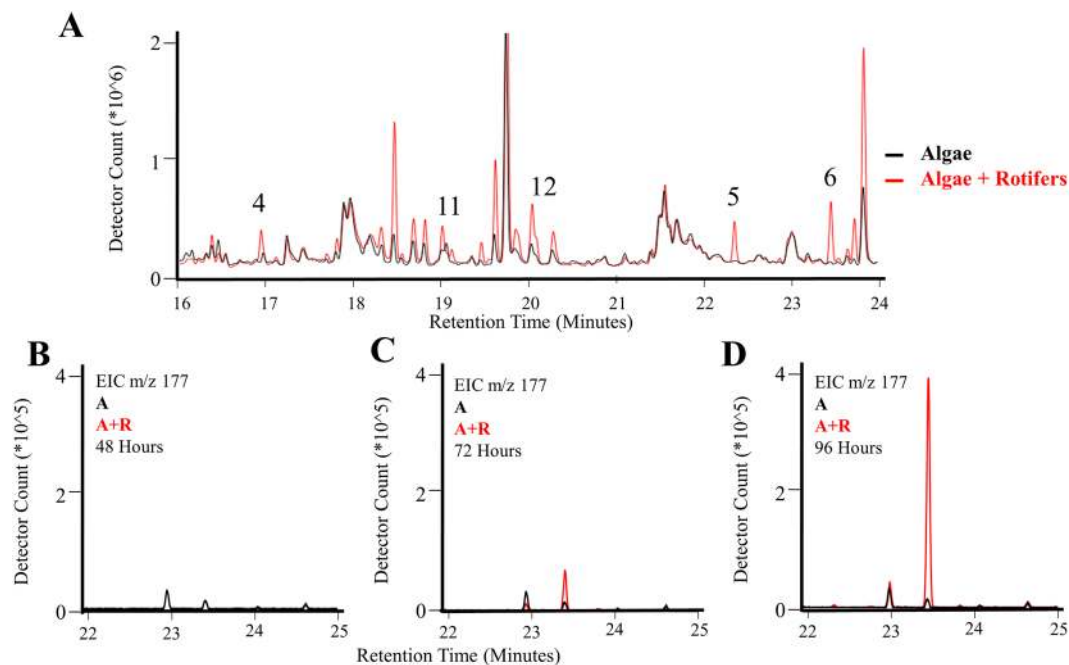 A
Detector Count (*10^6)
2
1
0
4
11
12
5
6
Algae
Algae + Rotifers
16 17 18 19 20 21 22 23 24
Retention Time (Minutes)
B
Detector Count (*10^5)
4
2
0
EIC m/z 177
A
A+R
48 Hours
22 23 24 25
C
Detector Count (*10^5)
4
2
0
EIC m/z 177
A
A+R
72 Hours
22 23 24 25
D
Detector Count (*10^5)
4
2
0
EIC m/z 177
A
A+R
96 Hours
22 23 24 25
Retention Time (Minutes)